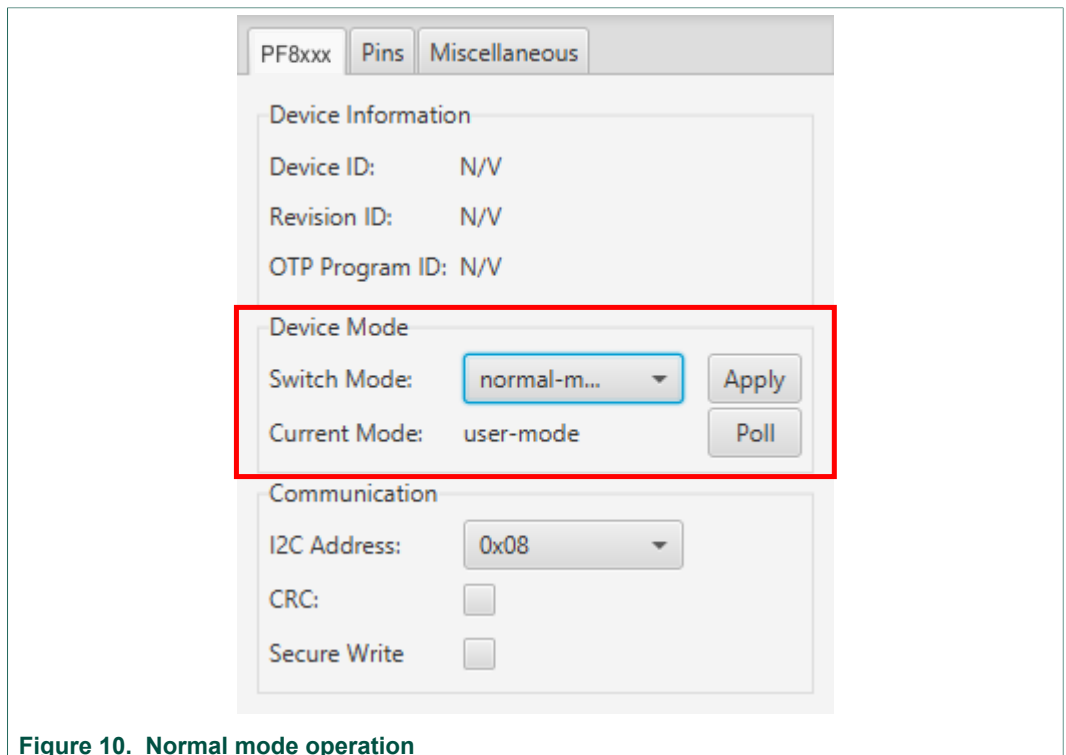 PF8xxx Pins Miscellaneous
Device Information
Device ID: N/V
Revision ID: N/V
OTP Program ID: N/V
Device Mode
Switch Mode: normal-m... Apply
Current Mode: user-mode Poll
Communication
I2C Address: 0x08
CRC:
Secure Write
Figure 10. Normal mode operation